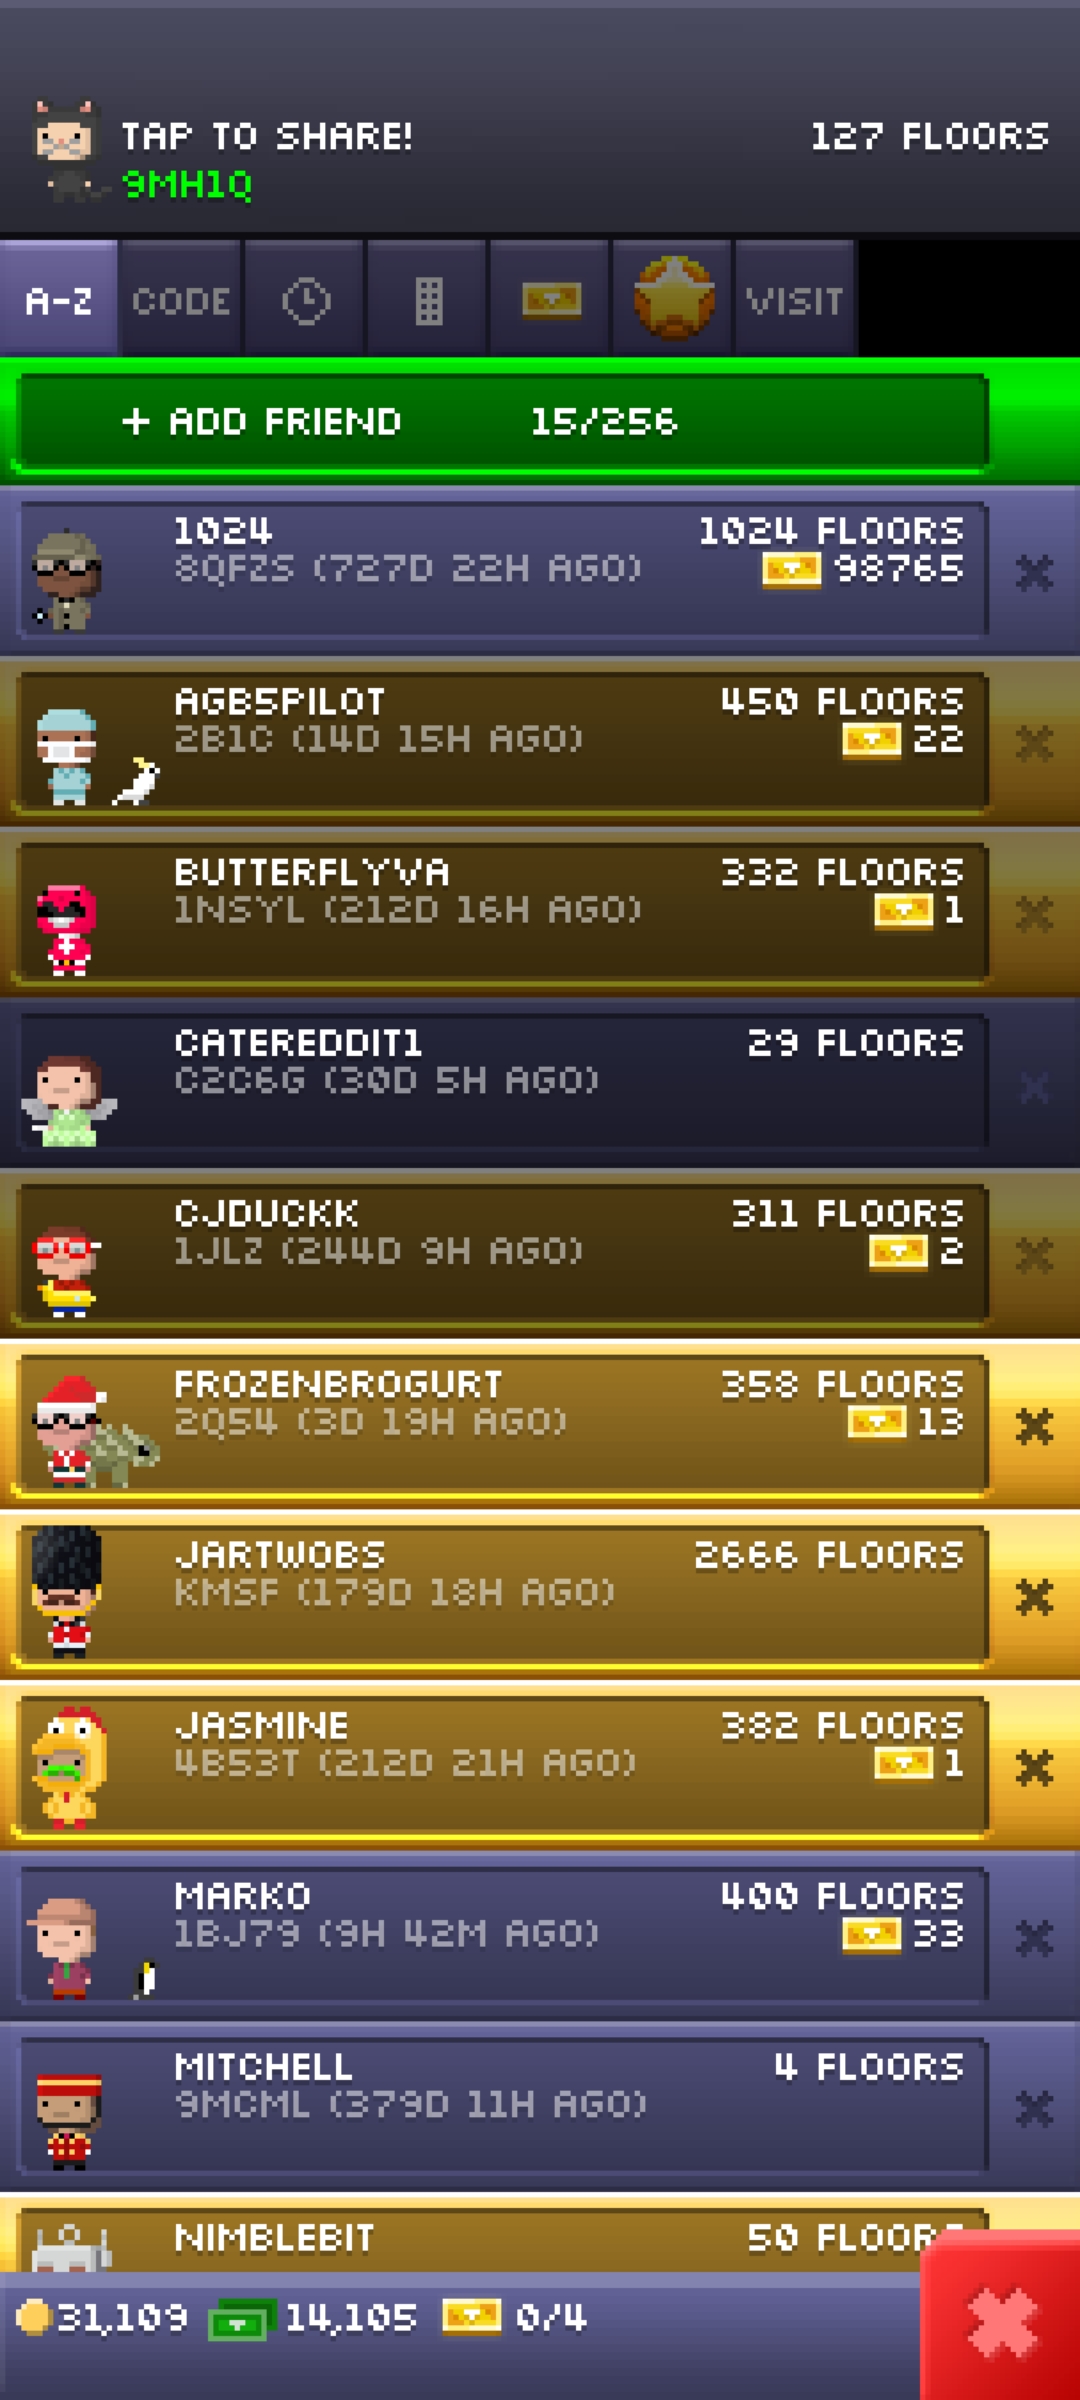 TAP TO SHARE! 127 FLOORS
9MH1Q
A-Z CODE VISIT
+ ADD FRIEND 15/256
1024 1024 FLOORS
8QFZS (727D 22H AGO) 98765
AGB5PILOT 450 FLOORS
2B1C (14D 15H AGO) 22
BUTTERFLYVA 332 FLOORS
1NSYL (212D 16H AGO) 1
CATEREDDIT1 29 FLOORS
C2C6G (30D 5H AGO)
CJDUCKK 311 FLOORS
1JLZ (244D 9H AGO) 2
FROZENBROGURT 358 FLOORS
2Q54 (3D 19H AGO) 13
JARTWOBS 2666 FLOORS
KMSF (179D 18H AGO)
JASMINE 382 FLOORS
4B53T (212D 21H AGO) 1
MARKO 400 FLOORS
1BJ79 (9H 42M AGO) 33
MITCHELL 4 FLOORS
9MCML (379D 11H AGO)
NIMBLEBIT 50 FLOORS
31,109 14,105 0/4